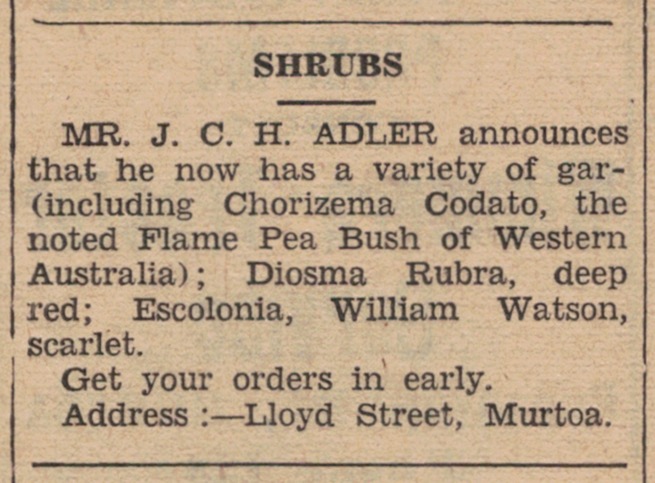 SHRUBS
MR. J. C. H. ADLER announces
that he now has a variety of gar-
(including Chorizema Codato, the
noted Flame Pea Bush of Western
Australia); Diosma Rubra, deep
red; Escolonia, William Watson,
scarlet.
Get your orders in early.
Address :—Lloyd Street, Murtoa.